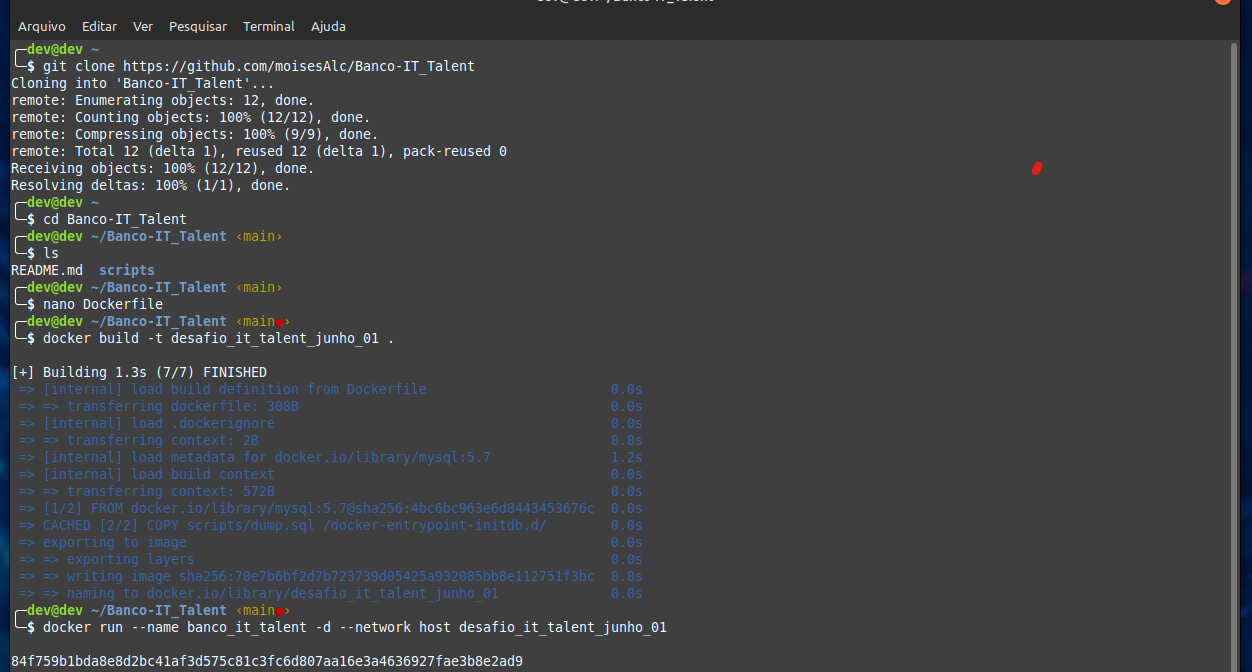 Arquivo Editar Ver Pesquisar Terminal Ajuda
dev@dev ~
$ git clone https://github.com/moisesAlc/Banco-IT_Talent
Cloning into 'Banco-IT_Talent'...
remote: Enumerating objects: 12, done.
remote: Counting objects: 100% (12/12), done.
remote: Compressing objects: 100% (9/9), done.
remote: Total 12 (delta 1), reused 12 (delta 1), pack-reused 0
Receiving objects: 100% (12/12), done.
Resolving deltas: 100% (1/1), done.
dev@dev ~
$ cd Banco-IT_Talent
dev@dev ~/Banco-IT_Talent ‹main›
$ ls
README.md scripts
dev@dev ~/Banco-IT_Talent ‹main›
$ nano Dockerfile
dev@dev ~/Banco-IT_Talent ‹main●›
$ docker build -t desafio_it_talent_junho_01 .
[+] Building 1.3s (7/7) FINISHED
=> [internal] load build definition from Dockerfile 0.0s
=> => transferring dockerfile: 308B 0.0s
=> [internal] load .dockerignore 0.0s
=> => transferring context: 2B 0.0s
=> [internal] load metadata for docker.io/library/mysql:5.7 1.2s
=> [internal] load build context 0.0s
=> => transferring context: 572B 0.0s
=> [1/2] FROM docker.io/library/mysql:5.7@sha256:4bc6bc963e6d8443453676c 0.0s
=> CACHED [2/2] COPY scripts/dump.sql /docker-entrypoint-initdb.d/ 0.0s
=> exporting to image 0.0s
=> => exporting layers 0.0s
=> => writing image sha256:70e7b6bf2d7b723739d05425a932085bb8e112751f3bc 0.0s
=> => naming to docker.io/library/desafio_it_talent_junho_01 0.0s
dev@dev ~/Banco-IT_Talent ‹main●›
$ docker run --name banco_it_talent -d --network host desafio_it_talent_junho_01
84f759b1bda8e8d2bc41af3d575c81c3fc6d807aa16e3a4636927fae3b8e2ad9